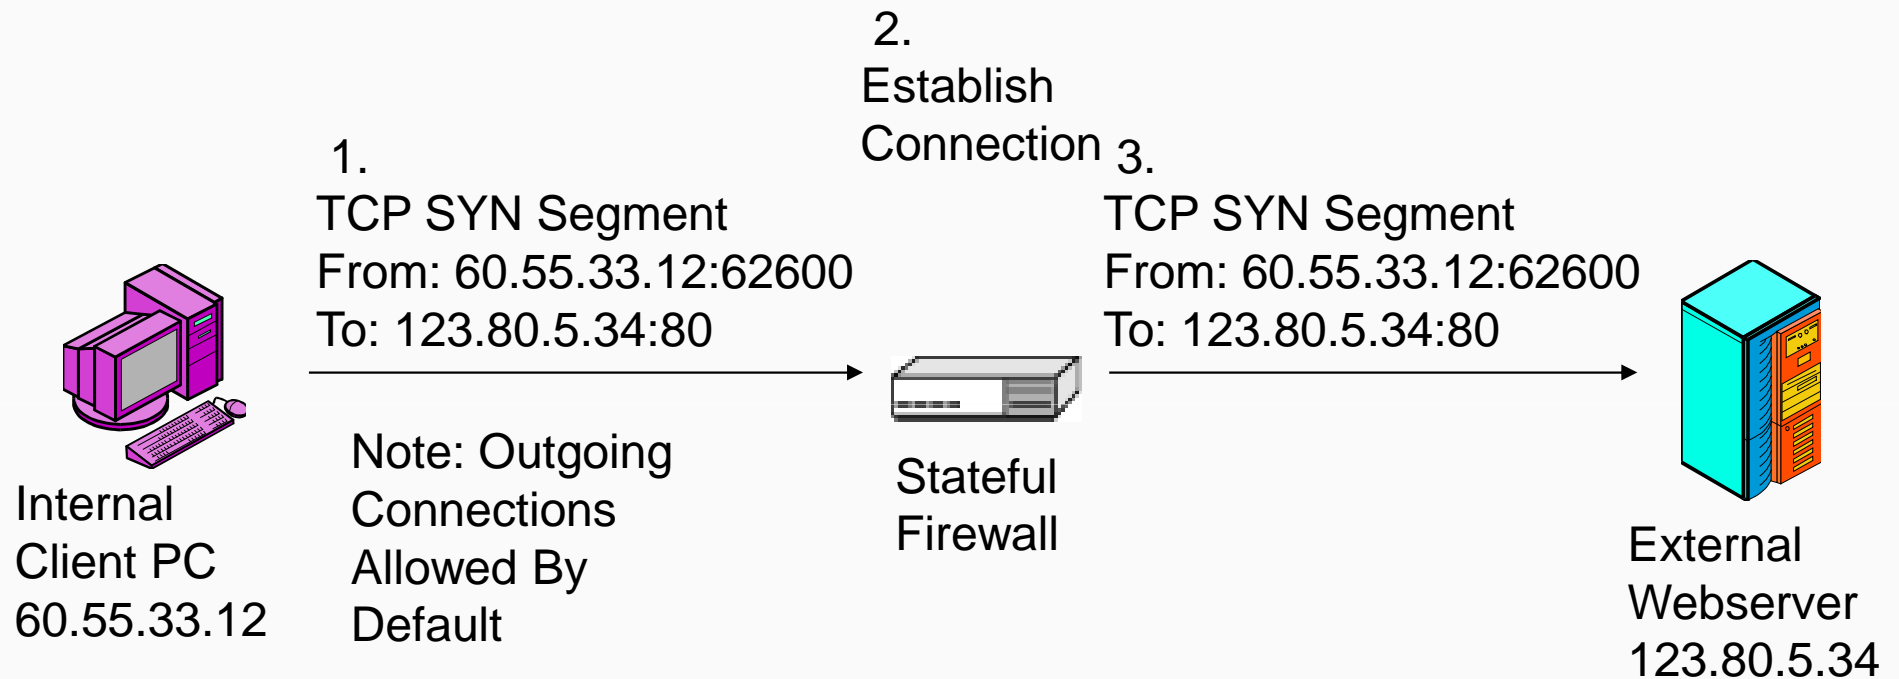 1.
TCP SYN Segment
From: 60.55.33.12:62600
To: 123.80.5.34:80
2.
Establish
Connection
3.
TCP SYN Segment
From: 60.55.33.12:62600
To: 123.80.5.34:80
Internal
Client PC
60.55.33.12
Note: Outgoing
Connections
Allowed By
Default
Stateful
Firewall
External
Webserver
123.80.5.34